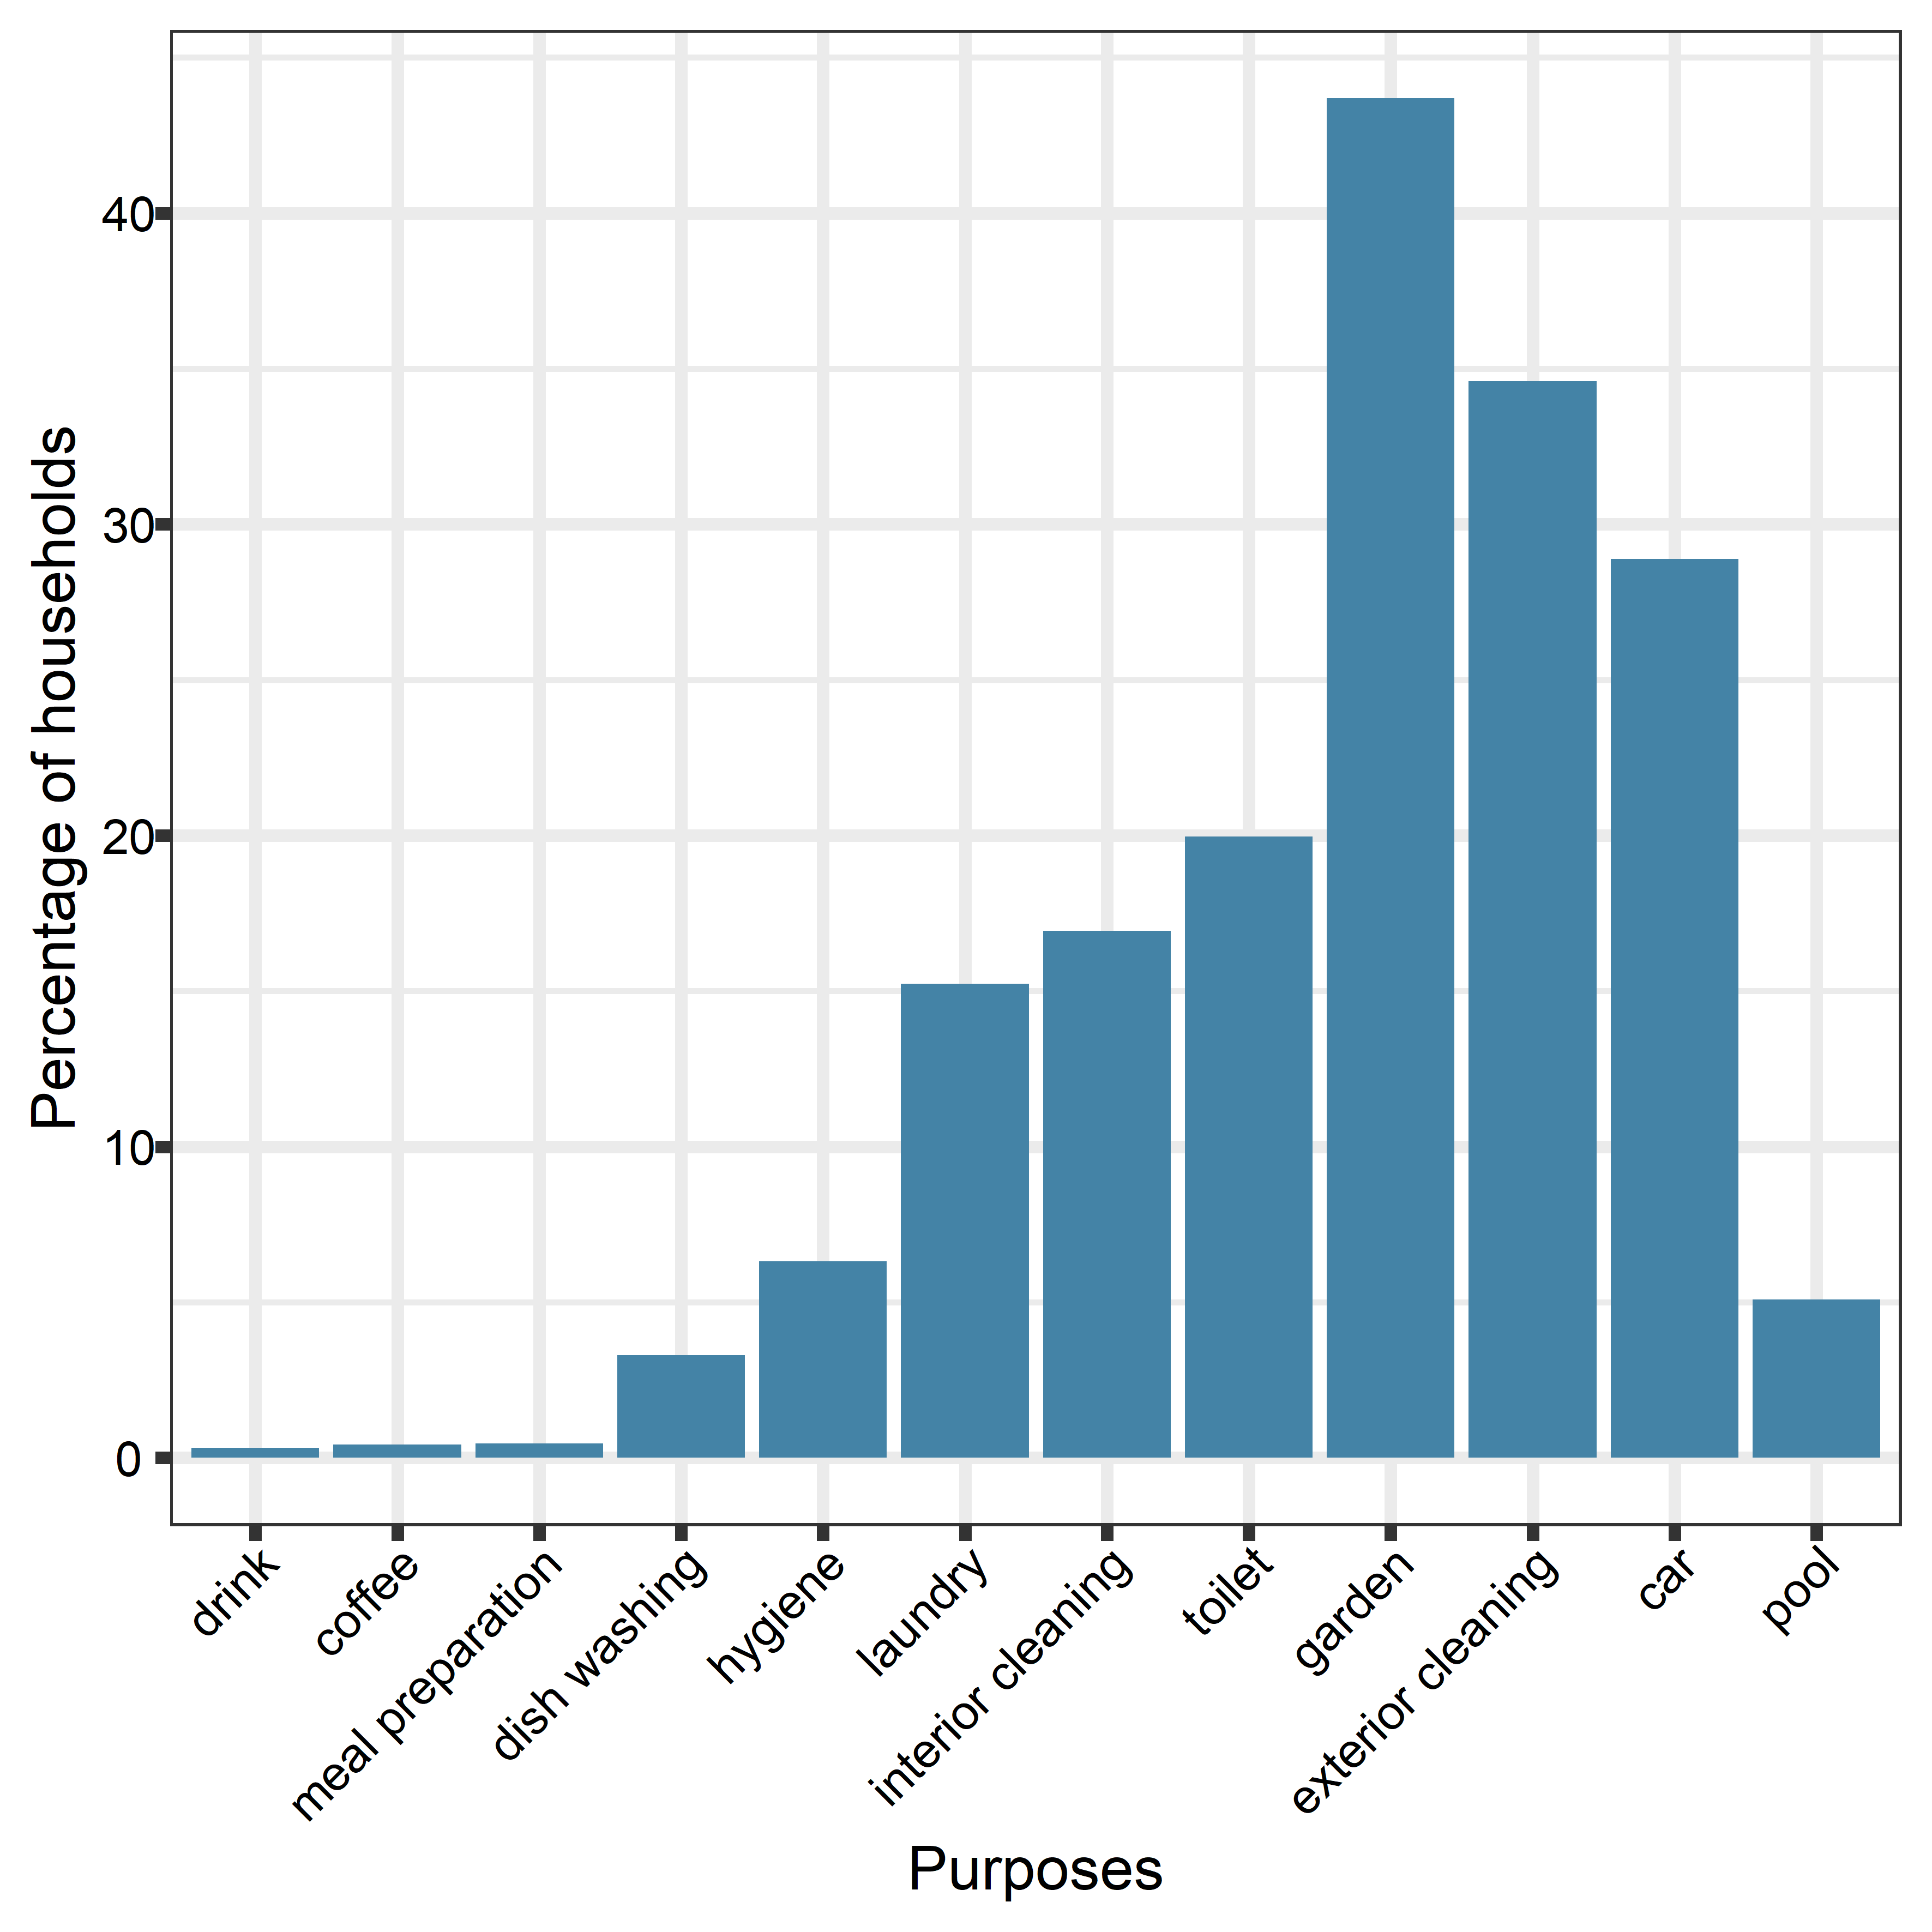 Percentage of households
40
30
20
10
0
drink
coffee
meal preparation
dish washing
hygiene
laundry
interior cleaning
toilet
garden
exterior cleaning
car
pool
Purposes